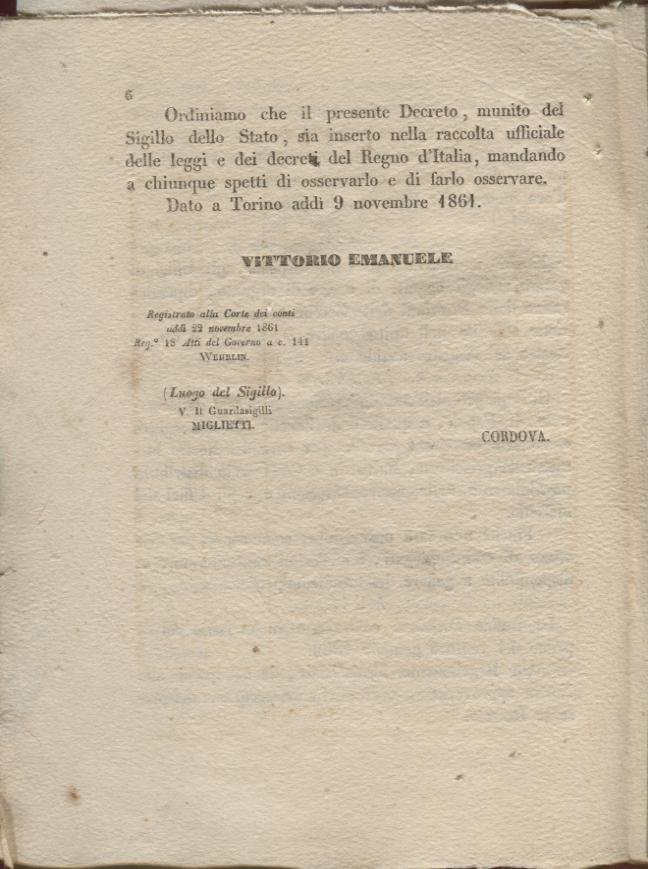 6
Ordiniamo che il presente Decreto, munito del
Sigillo dello Stato, sia inserto nella raccolta ufficiale
delle leggi e dei decreti del Regno d'Italia, mandando
a chiunque spetti di osservarlo e di farlo osservare.
Dato a Torino addì 9 novembre 1861.
VITTORIO EMANUELE
Registrato alla Corte dei conti
addì 22 novembre 1861
Reg.º 18 Atti del Governo a c. 141
WEHRLIN.
(Luogo del Sigillo).
V. Il Guardasigilli
MIGLIETTI.
CORDOVA.